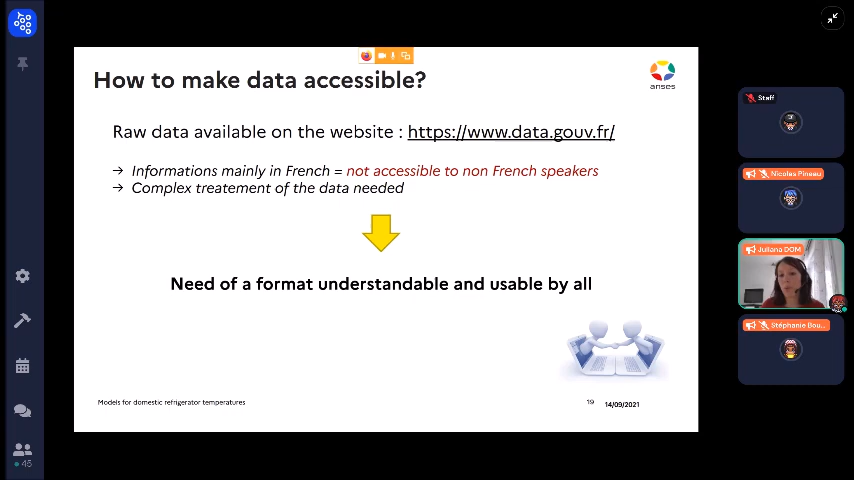 How to make data accessible?
anses
Raw data available on the website : https://www.data.gouv.fr/
→ Informations mainly in French = not accessible to non French speakers
→ Complex treatement of the data needed
Need of a format understandable and usable by all
Models for domestic refrigerator temperatures
19
14/09/2021
Staff
Nicolas Pineau
Juliana DOM
Stéphanie Bou...
45